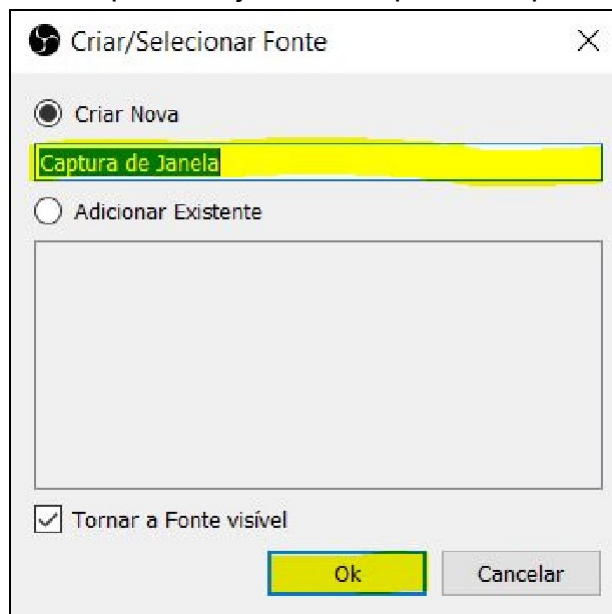 Criar/Selecionar Fonte
Criar Nova
Captura de Janela
Adicionar Existente
Tornar a Fonte visível
Ok Cancelar